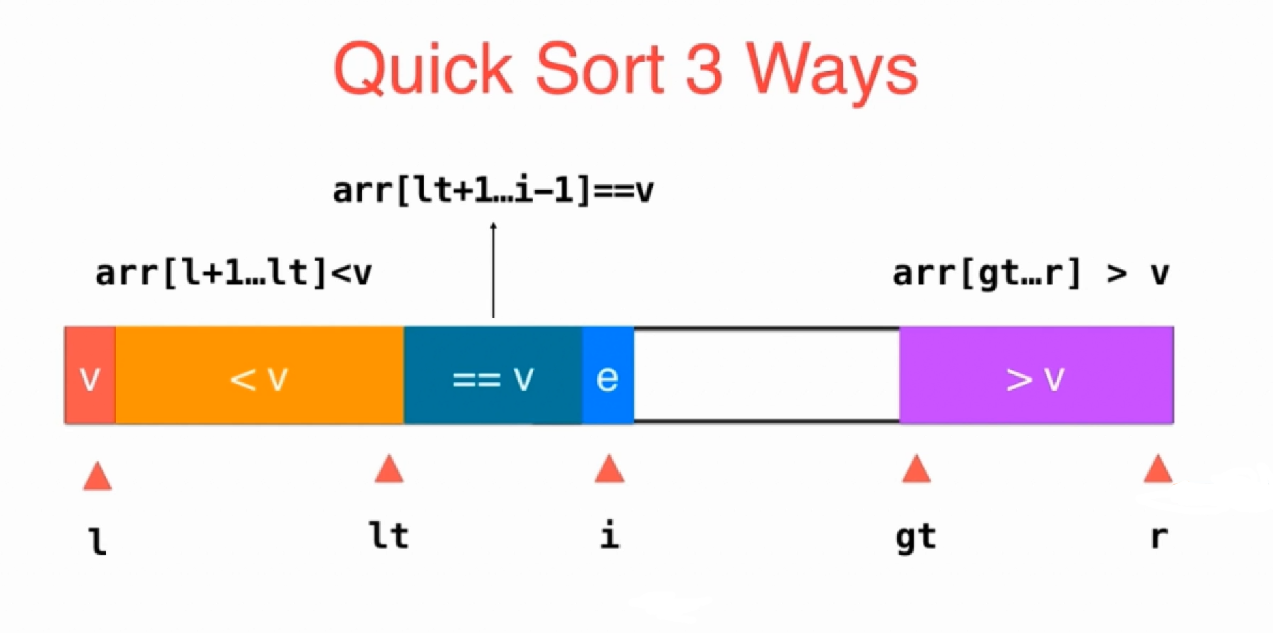 Quick Sort 3 Ways
arr[lt+1…i-1]==v
arr[l+1…lt]<v
arr[gt…r] > v
v
< v
== v
e
> v
l
lt
i
gt
r